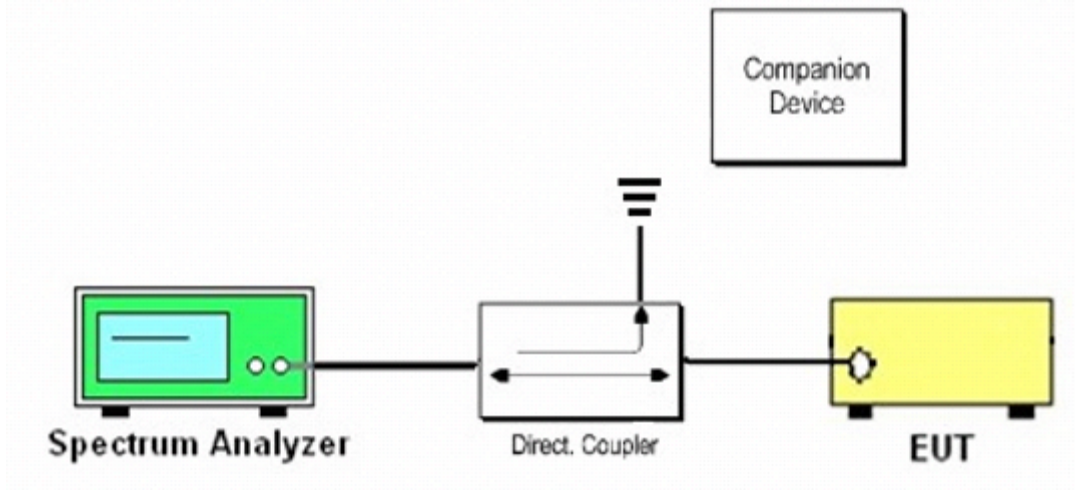 Companion
Device
Spectrum Analyzer
Direct. Coupler
EUT